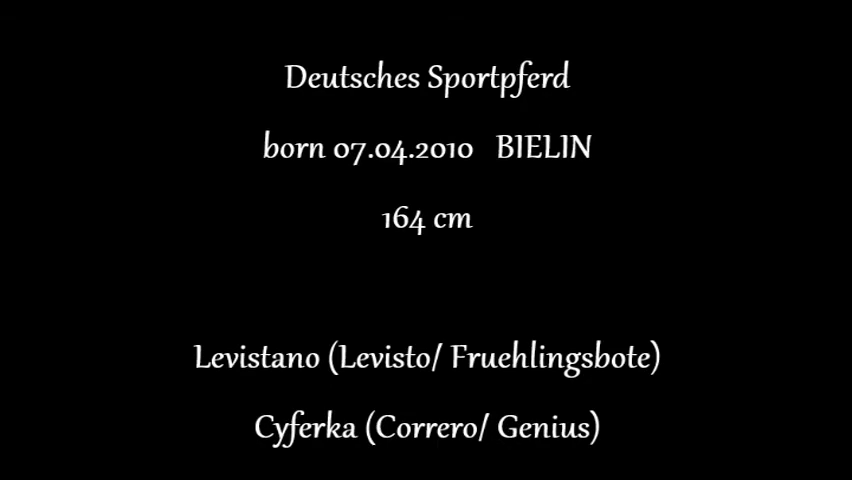 Deutsches Sportpferd
born 07.04.2010 BIELIN
164 cm
Levistano (Levisto/ Fruehlingsbote)
Cyferka (Correro/ Genius)